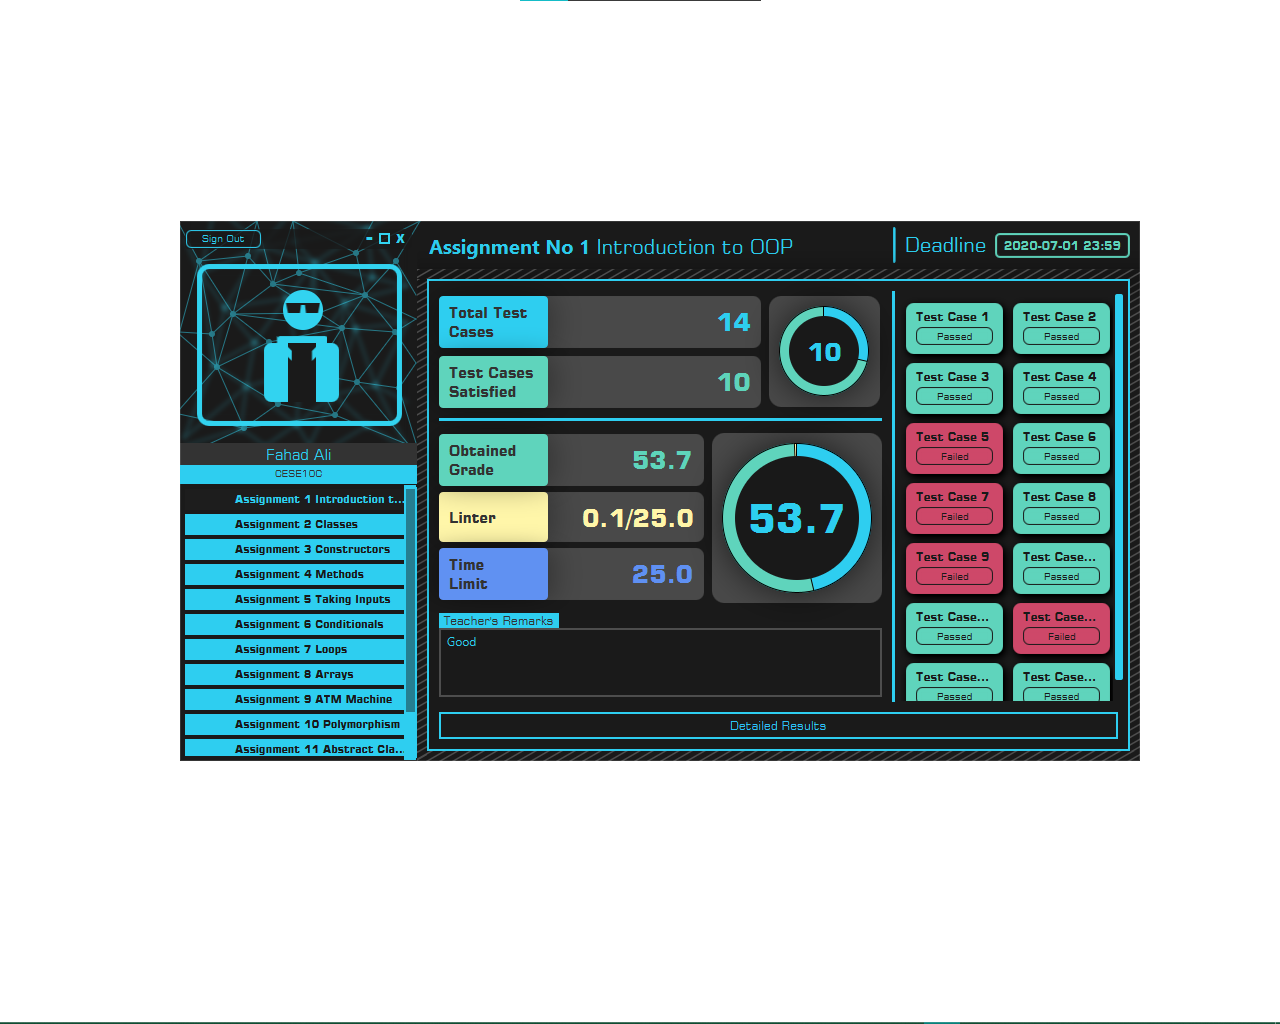 Sign Out
- X
Fahad Ali
CESE100
Assignment 1 Introduction t...
Assignment 2 Classes
Assignment 3 Constructors
Assignment 4 Methods
Assignment 5 Taking Inputs
Assignment 6 Conditionals
Assignment 7 Loops
Assignment 8 Arrays
Assignment 9 ATM Machine
Assignment 10 Polymorphism
Assignment 11 Abstract Cla...
Assignment No 1 Introduction to OOP
Deadline 2020-07-01 23:59
Total Test
Cases
14
Test Cases
Satisfied
10
10
Obtained
Grade
53.7
Linter
0.1/25.0
Time
Limit
25.0
53.7
Teacher's Remarks
Good
Test Case 1
Passed
Test Case 2
Passed
Test Case 3
Passed
Test Case 4
Passed
Test Case 5
Failed
Test Case 6
Passed
Test Case 7
Failed
Test Case 8
Passed
Test Case 9
Failed
Test Case...
Passed
Test Case...
Passed
Test Case...
Failed
Test Case...
Passed
Test Case...
Passed
Detailed Results